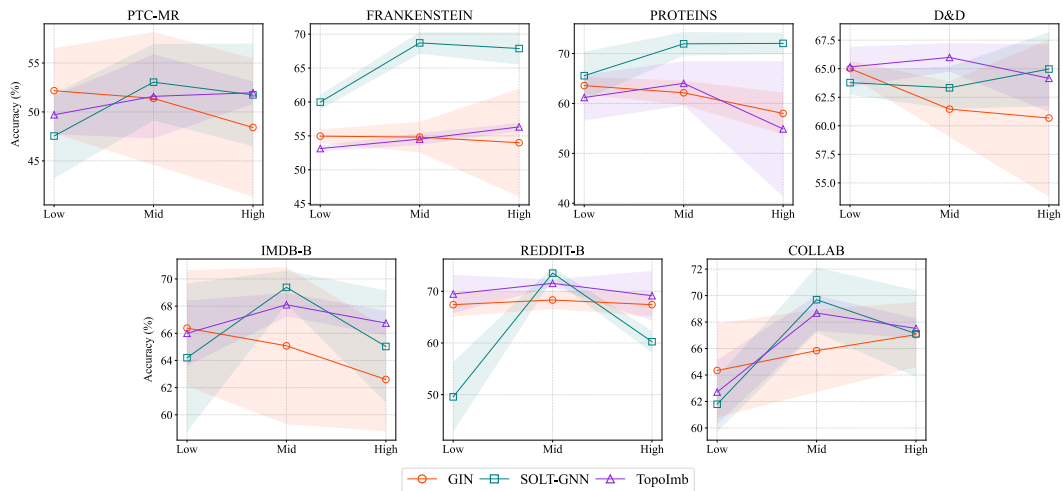 PTC-MR
FRANKENSTEIN
PROTEINS
D&D
Accuracy (%)
55
50
45
Low Mid High
70
65
60
55
50
45
Low Mid High
70
60
50
40
Low Mid High
67.5
65.0
62.5
60.0
57.5
55.0
Low Mid High
IMDB-B
REDDIT-B
COLLAB
Accuracy (%)
70
68
66
64
62
60
Low Mid High
70
60
50
Low Mid High
72
70
68
66
64
62
60
Low Mid High
GIN SOLT-GNN TopoImb